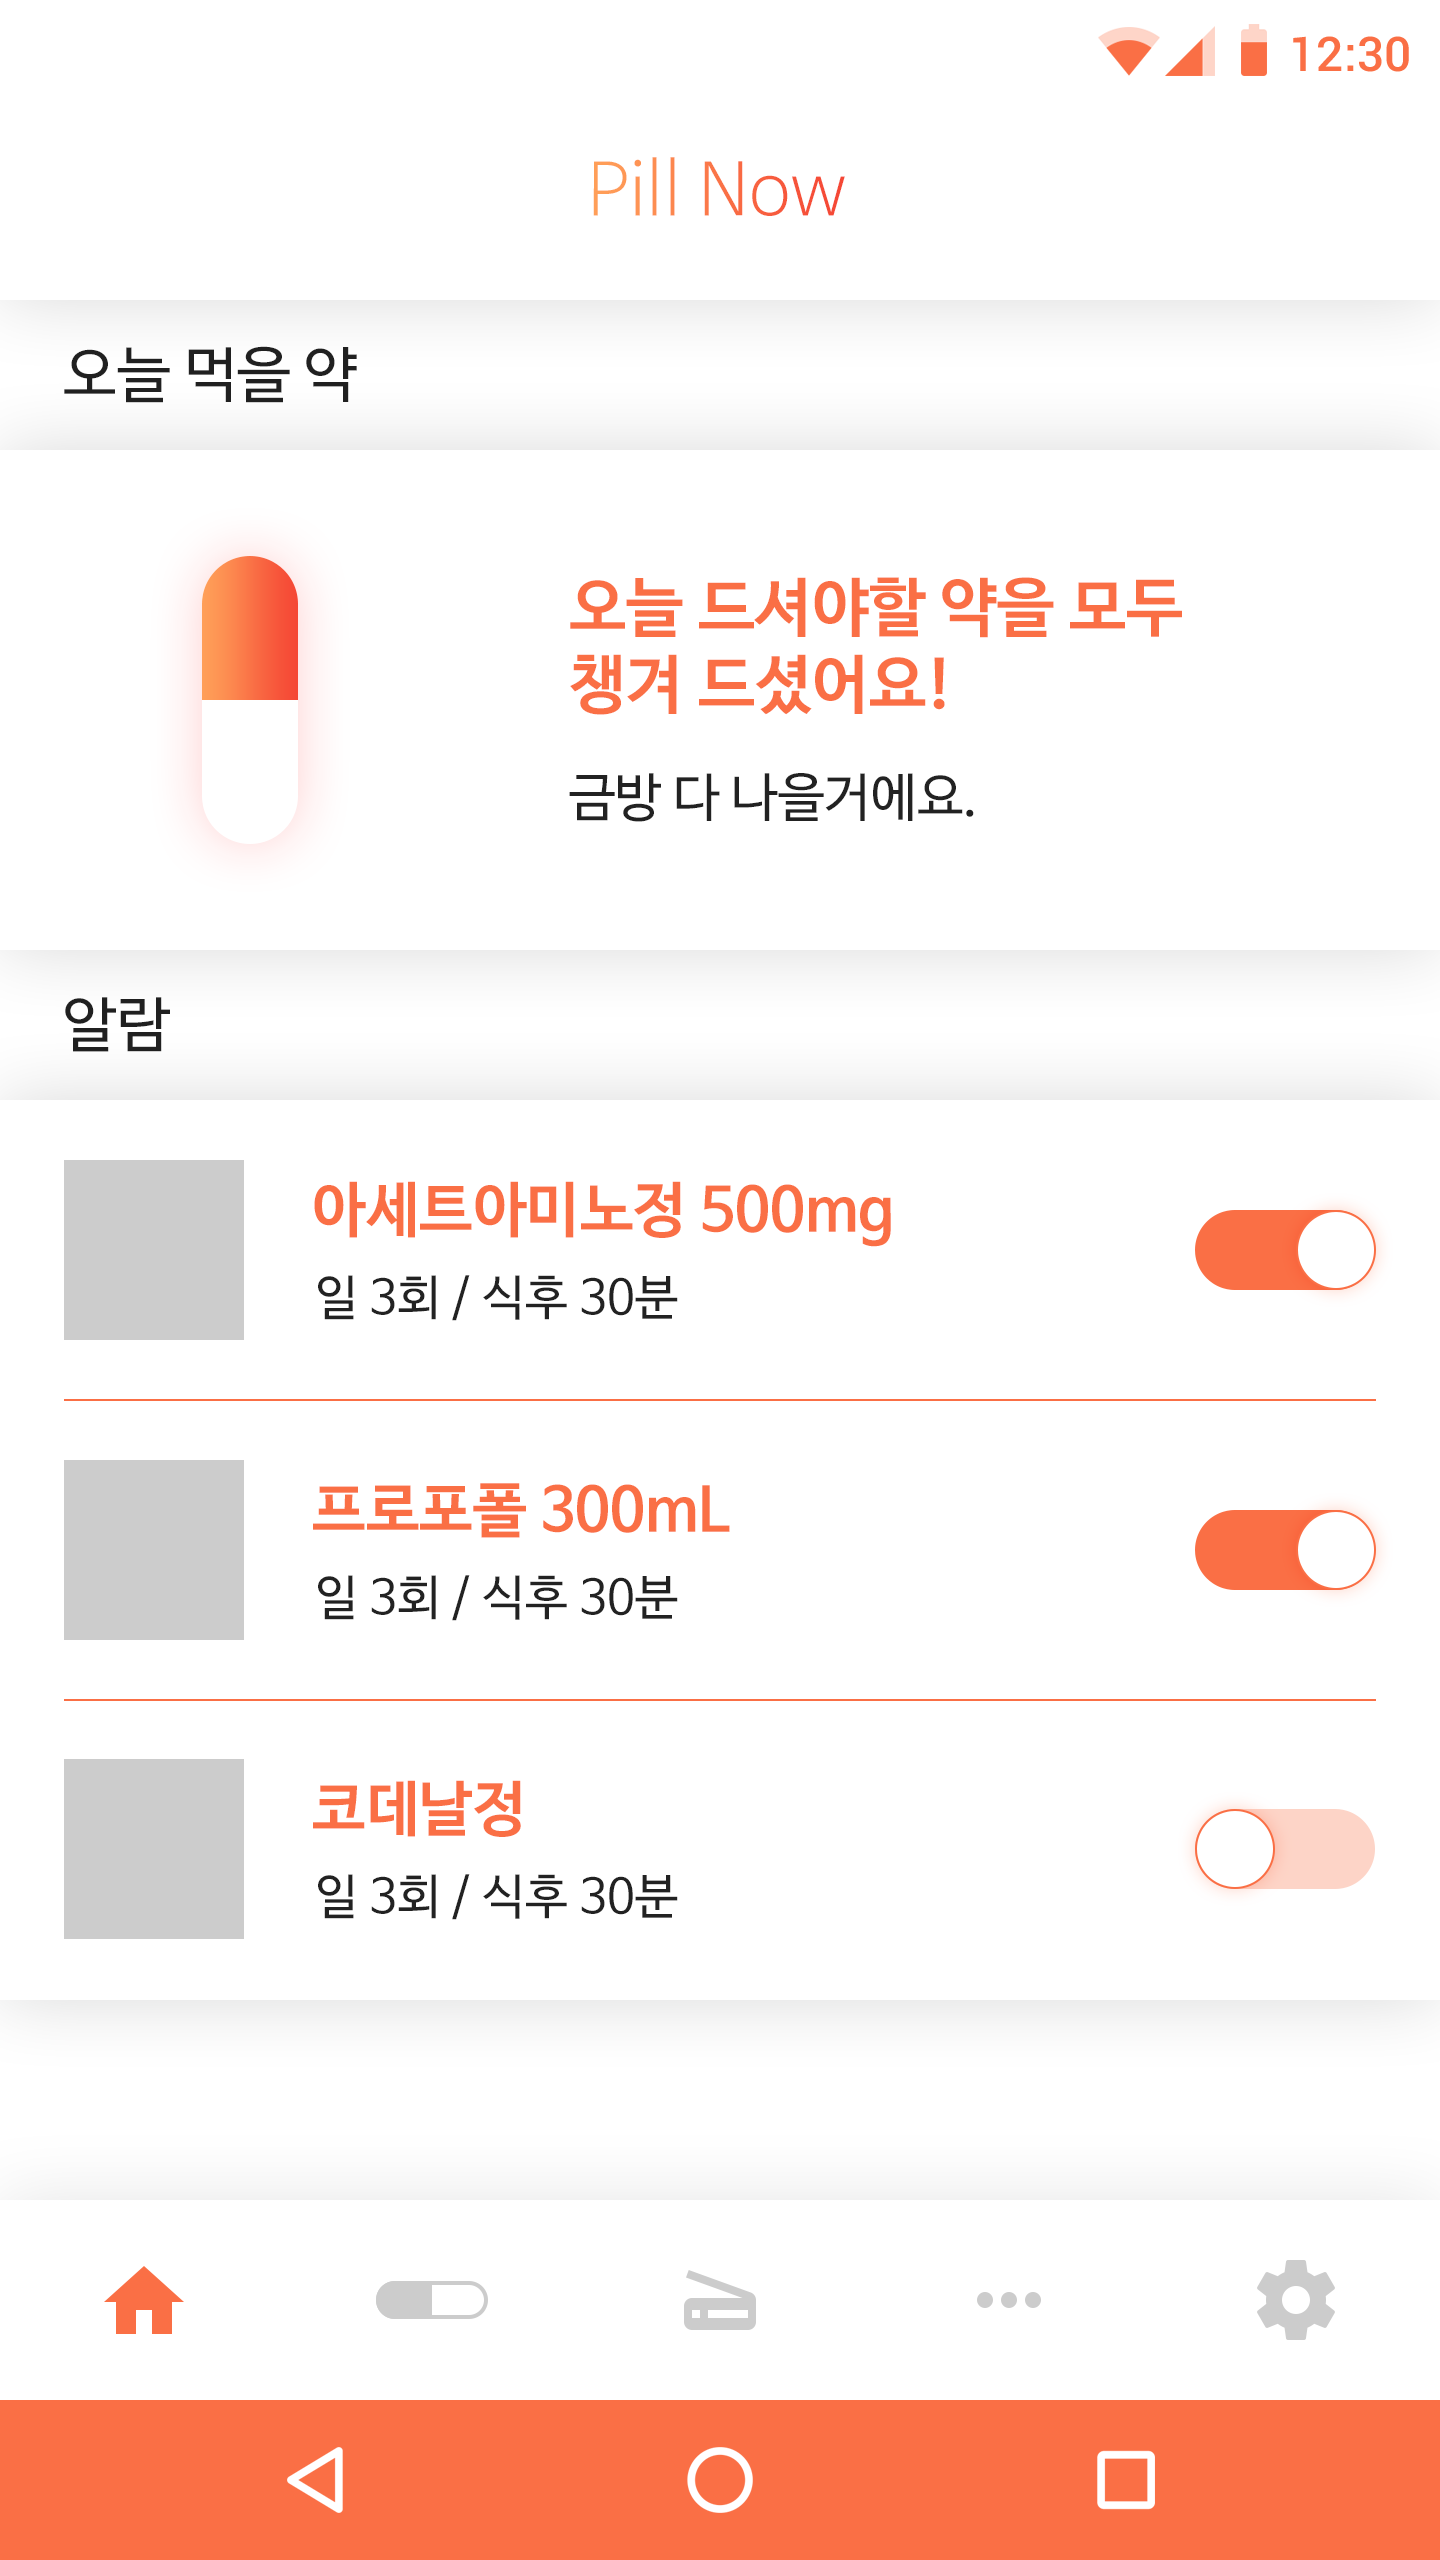 12:30
Pill Now
오늘 먹을 약
오늘 드셔야할 약을 모두
챙겨 드셨어요!
금방 다 나을거에요.
알람
아세트아미노정 500mg
일 3회 / 식후 30분
프로포폴 300mL
일 3회 / 식후 30분
코데날정
일 3회 / 식후 30분